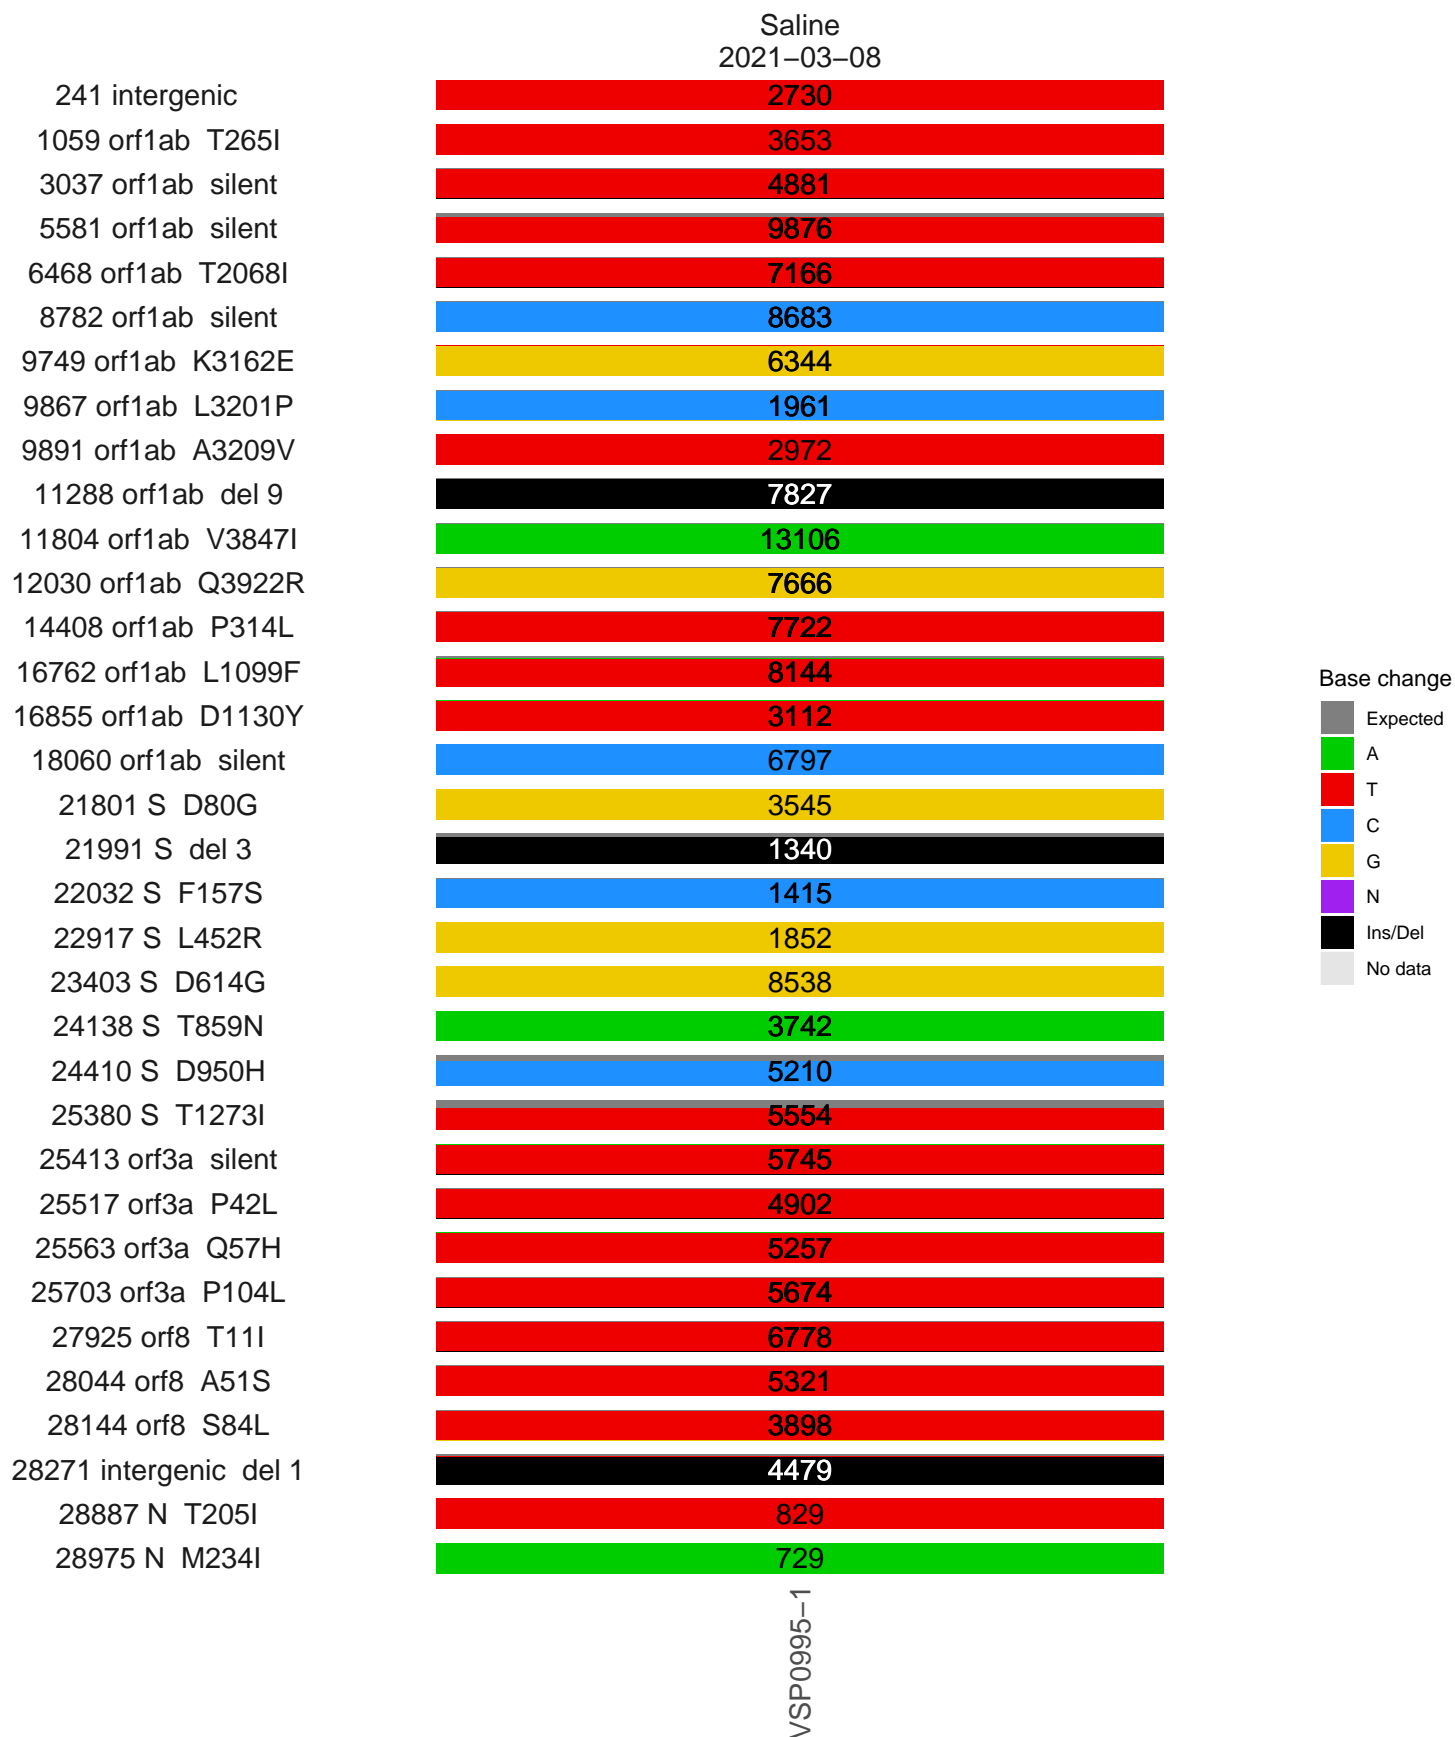 Saline
2021−03−08
241 intergenic 2730
1059 orf1ab T265I 3653
3037 orf1ab silent 4881
5581 orf1ab silent 9876
6468 orf1ab T2068I 7166
8782 orf1ab silent 8683
9749 orf1ab K3162E 6344
9867 orf1ab L3201P 1961
9891 orf1ab A3209V 2972
11288 orf1ab del 9 7827
11804 orf1ab V3847I 13106
12030 orf1ab Q3922R 7666
14408 orf1ab P314L 7722
16762 orf1ab L1099F 8144
16855 orf1ab D1130Y 3112
18060 orf1ab silent 6797
21801 S D80G 3545
21991 S del 3 1340
22032 S F157S 1415
22917 S L452R 1852
23403 S D614G 8538
24138 S T859N 3742
24410 S D950H 5210
25380 S T1273I 5554
25413 orf3a silent 5745
25517 orf3a P42L 4902
25563 orf3a Q57H 5257
25703 orf3a P104L 5674
27925 orf8 T11I 6778
28044 orf8 A51S 5321
28144 orf8 S84L 3898
28271 intergenic del 1 4479
28887 N T205I 829
28975 N M234I 729
VSP0995−1
Base change
Expected
A
T
C
G
N
Ins/Del
No data